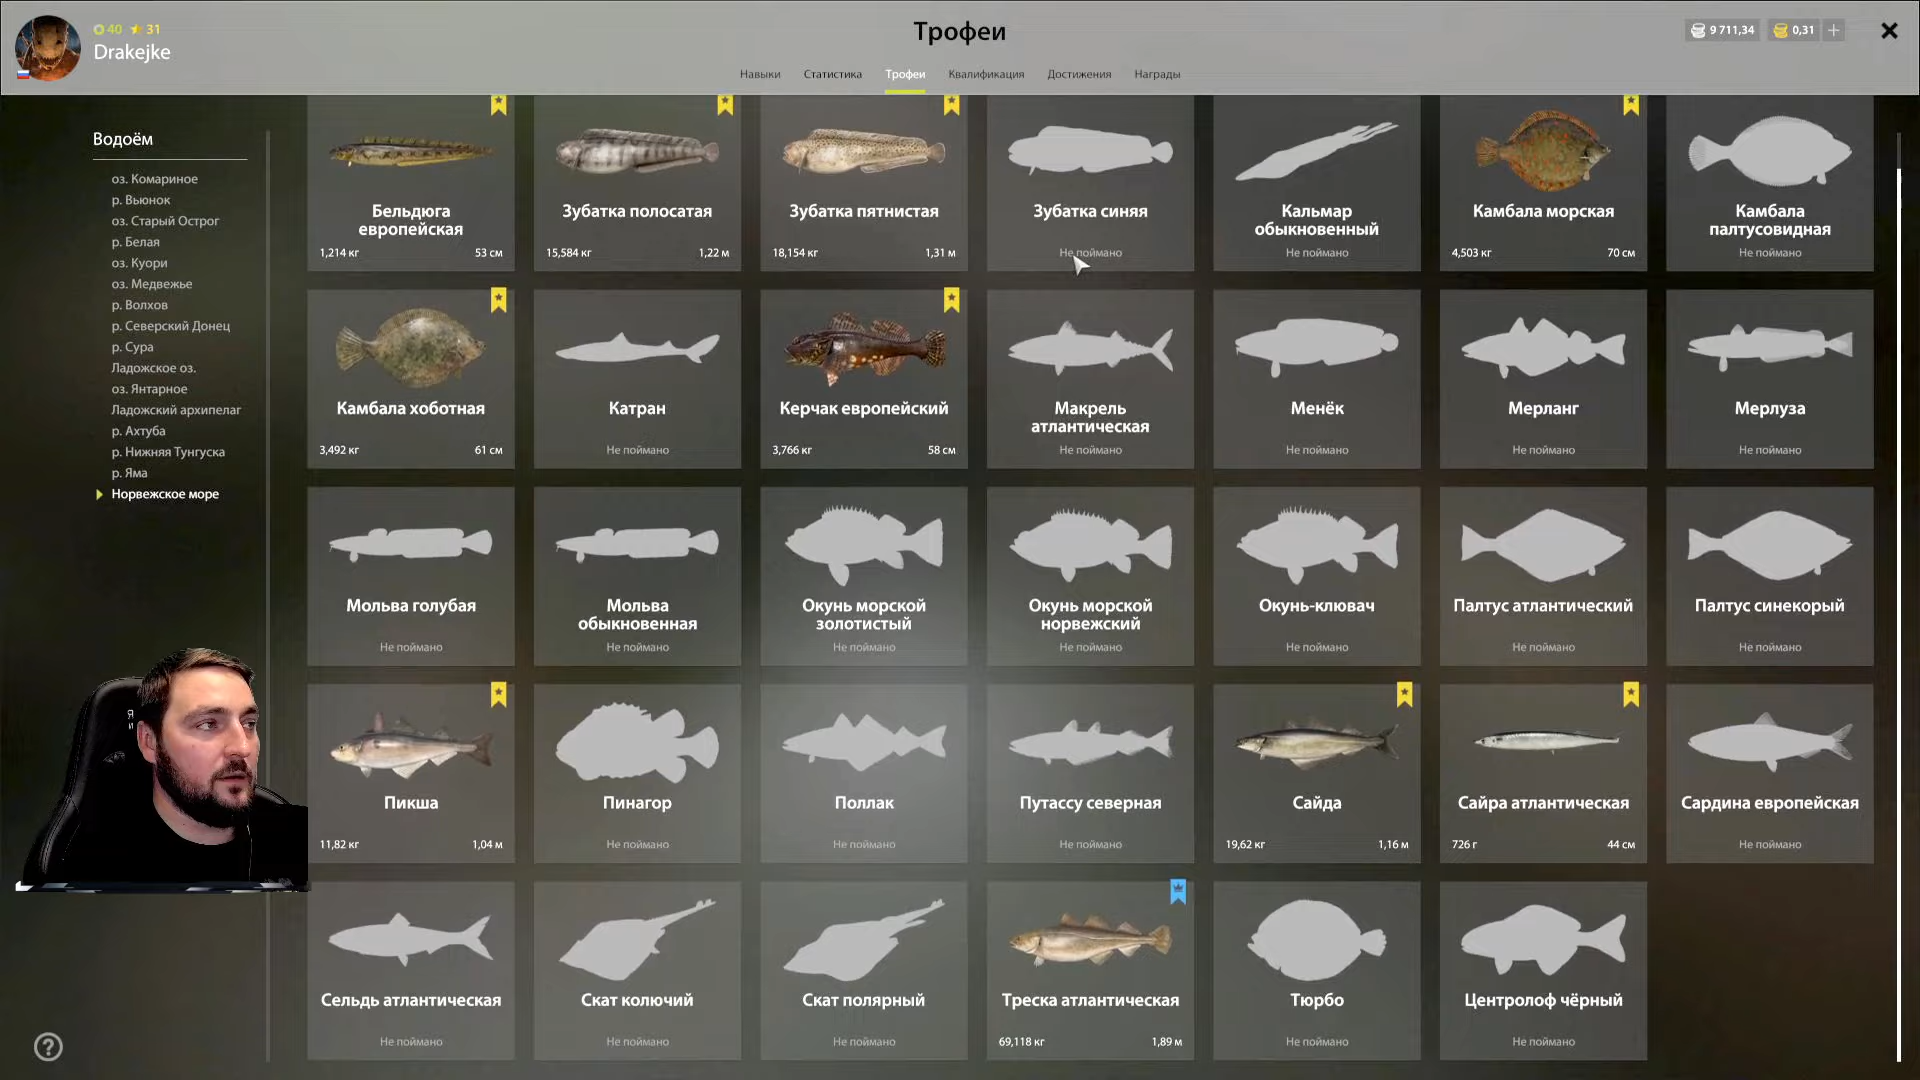 40 31
Drakejke
Трофеи
9 711,34 0,31 +
Навыки Статистика Трофеи Квалификация Достижения Награды
Водоём
оз. Комариное
р. Вьюнок
оз. Старый Острог
р. Белая
оз. Куори
оз. Медвежье
р. Волхов
р. Северский Донец
р. Сура
Ладожское оз.
оз. Янтарное
Ладожский архипелаг
р. Ахтуба
р. Нижняя Тунгуска
р. Яма
Норвежское море
Бельдюга
европейская
1,214 кг 53 см
Зубатка полосатая
15,584 кг 1,22 м
Зубатка пятнистая
18,154 кг 1,31 м
Зубатка синяя
Не поймано
Кальмар
обыкновенный
Не поймано
Камбала морская
4,503 кг 70 см
Камбала
палтусовидная
Не поймано
Камбала хоботная
3,492 кг 61 см
Катран
Не поймано
Керчак европейский
3,766 кг 58 см
Макрель
атлантическая
Не поймано
Менёк
Не поймано
Мерланг
Не поймано
Мерлуза
Не поймано
Мольва голубая
Не поймано
Мольва
обыкновенная
Не поймано
Окунь морской
золотистый
Не поймано
Окунь морской
норвежский
Не поймано
Окунь-клювач
Не поймано
Палтус атлантический
Не поймано
Палтус синекорый
Не поймано
Пикша
11,82 кг 1,04 м
Пинагор
Не поймано
Поллак
Не поймано
Путассу северная
Не поймано
Сайда
19,62 кг 1,16 м
Сайра атлантическая
726 г 44 см
Сардина европейская
Не поймано
Сельдь атлантическая
Не поймано
Скат колючий
Не поймано
Скат полярный
Не поймано
Треска атлантическая
69,118 кг 1,89 м
Тюрбо
Не поймано
Центролоф чёрный
Не поймано
?